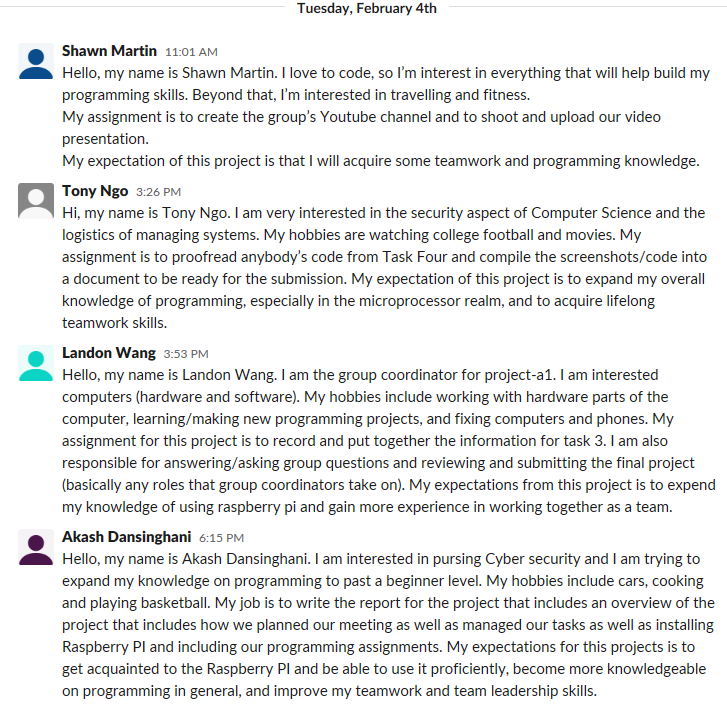 Tuesday, February 4th
Shawn Martin 11:01 AM
Hello, my name is Shawn Martin. I love to code, so I'm interest in everything that will help build my
programming skills. Beyond that, I'm interested in travelling and fitness.
My assignment is to create the group's Youtube channel and to shoot and upload our video
presentation.
My expectation of this project is that I will acquire some teamwork and programming knowledge.
Tony Ngo 3:26 PM
Hi, my name is Tony Ngo. I am very interested in the security aspect of Computer Science and the
logistics of managing systems. My hobbies are watching college football and movies. My
assignment is to proofread anybody's code from Task Four and compile the screenshots/code into
a document to be ready for the submission. My expectation of this project is to expand my overall
knowledge of programming, especially in the microprocessor realm, and to acquire lifelong
teamwork skills.
Landon Wang 3:53 PM
Hello, my name is Landon Wang. I am the group coordinator for project-a1. I am interested
computers (hardware and software). My hobbies include working with hardware parts of the
computer, learning/making new programming projects, and fixing computers and phones. My
assignment for this project is to record and put together the information for task 3. I am also
responsible for answering/asking group questions and reviewing and submitting the final project
(basically any roles that group coordinators take on). My expectations from this project is to expend
my knowledge of using raspberry pi and gain more experience in working together as a team.
Akash Dansinghani 6:15 PM
Hello, my name is Akash Dansinghani. I am interested in pursing Cyber security and I am trying to
expand my knowledge on programming to past a beginner level. My hobbies include cars, cooking
and playing basketball. My job is to write the report for the project that includes an overview of the
project that includes how we planned our meeting as well as managed our tasks as well as installing
Raspberry PI and including our programming assignments. My expectations for this projects is to
get acquainted to the Raspberry PI and be able to use it proficiently, become more knowledgeable
on programming in general, and improve my teamwork and team leadership skills.